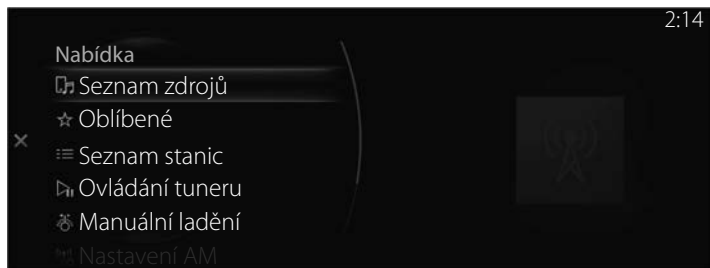 2:14
Nabídka
Seznam zdrojů
Oblíbené
Seznam stanic
Ovládání tuneru
Manuální ladění
Nastavení AM